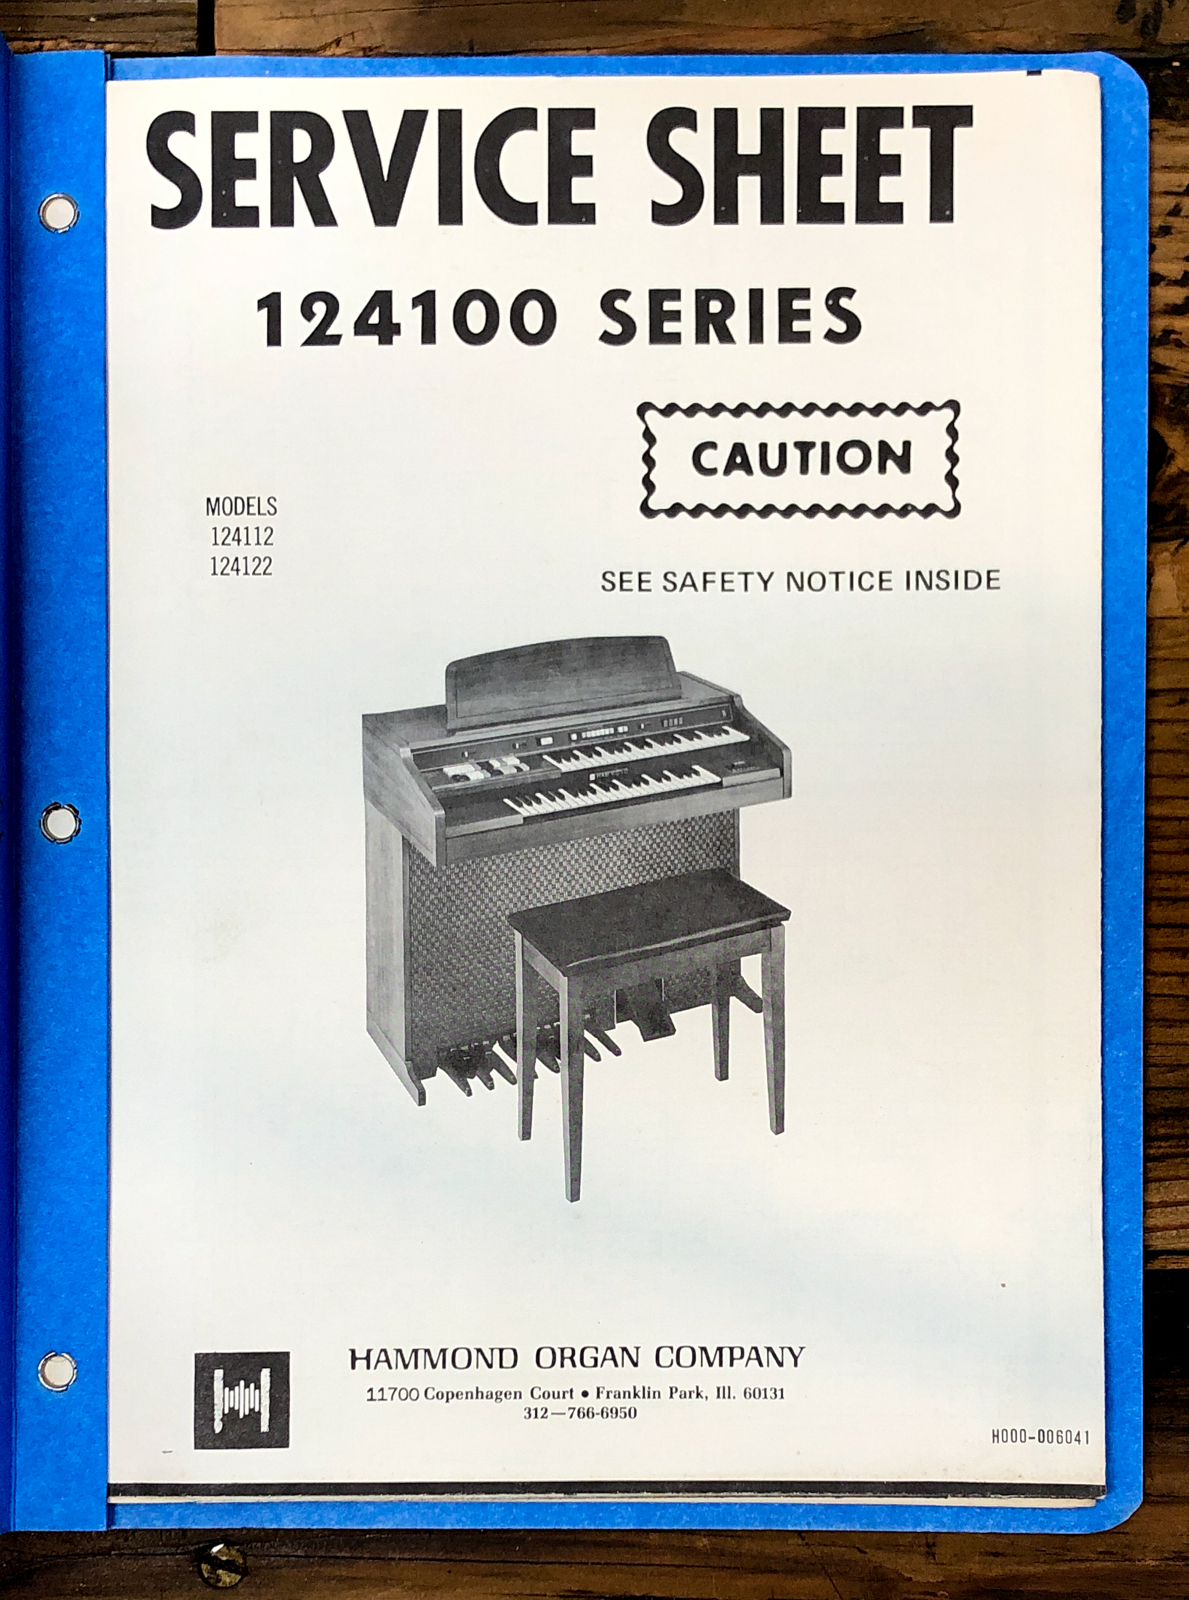 SERVICE SHEET
124100 SERIES
CAUTION
MODELS
124112
124122
SEE SAFETY NOTICE INSIDE
HAMMOND ORGAN COMPANY
11700 Copenhagen Court • Franklin Park, Ill. 60131
312—766-6950
H000-006041